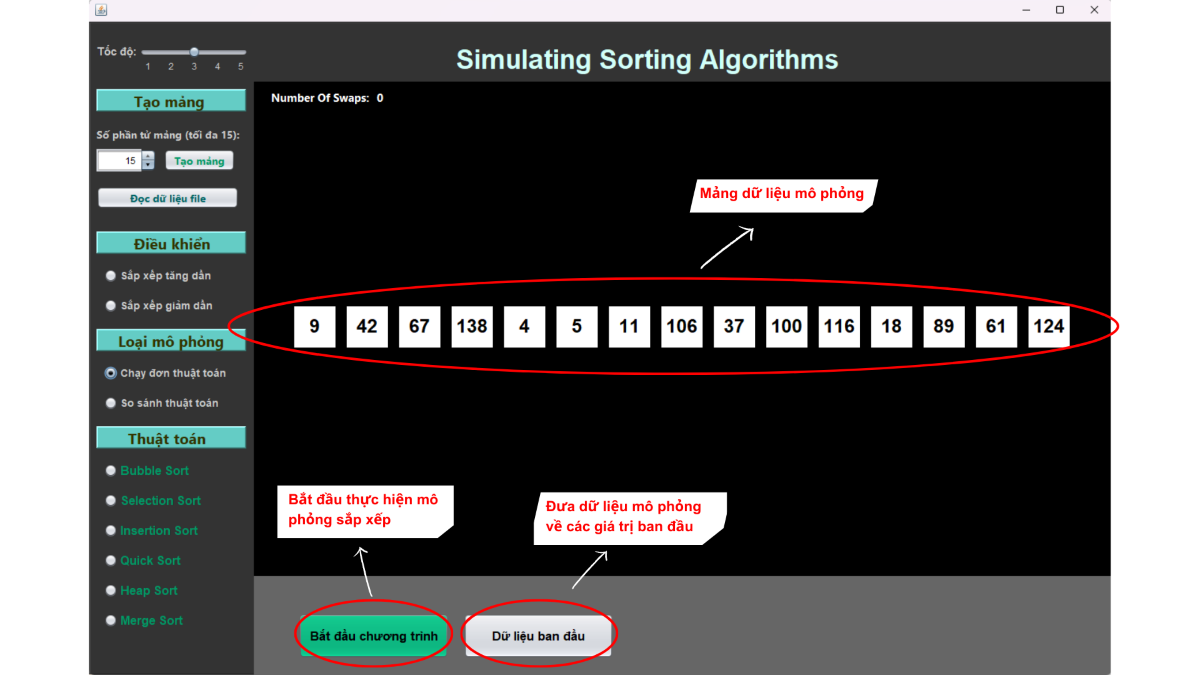 Tốc độ:
1 2 3 4 5
Simulating Sorting Algorithms
Tạo mảng
Số phần tử mảng (tối đa 15):
15
Tạo mảng
Đọc dữ liệu file
Điều khiển
Sắp xếp tăng dần
Sắp xếp giảm dần
Loại mô phỏng
Chạy đơn thuật toán
So sánh thuật toán
Thuật toán
Bubble Sort
Selection Sort
Insertion Sort
Quick Sort
Heap Sort
Merge Sort
Number Of Swaps: 0
Mảng dữ liệu mô phỏng
9 42 67 138 4 5 11 106 37 100 116 18 89 61 124
Bắt đầu thực hiện mô
phỏng sắp xếp
Đưa dữ liệu mô phỏng
về các giá trị ban đầu
Bắt đầu chương trình
Dữ liệu ban đầu